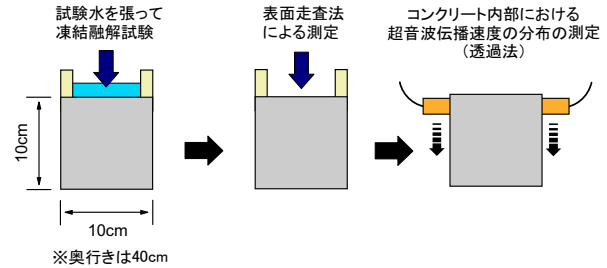 試験水を張って
凍結融解試験
表面走査法
による測定
コンクリート内部における
超音波伝播速度の分布の測定
（透過法）
10cm
10cm
※奥行きは40cm